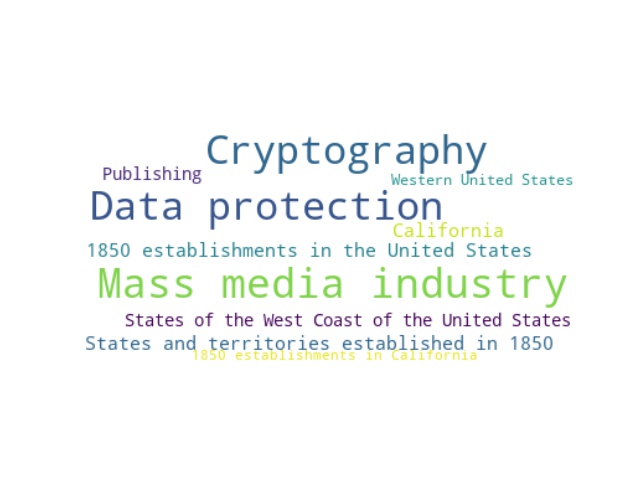 Cryptography
Publishing
Western United States
Data protection
California
1850 establishments in the United States
Mass media industry
States of the West Coast of the United States
States and territories established in 1850
1850 establishments in California